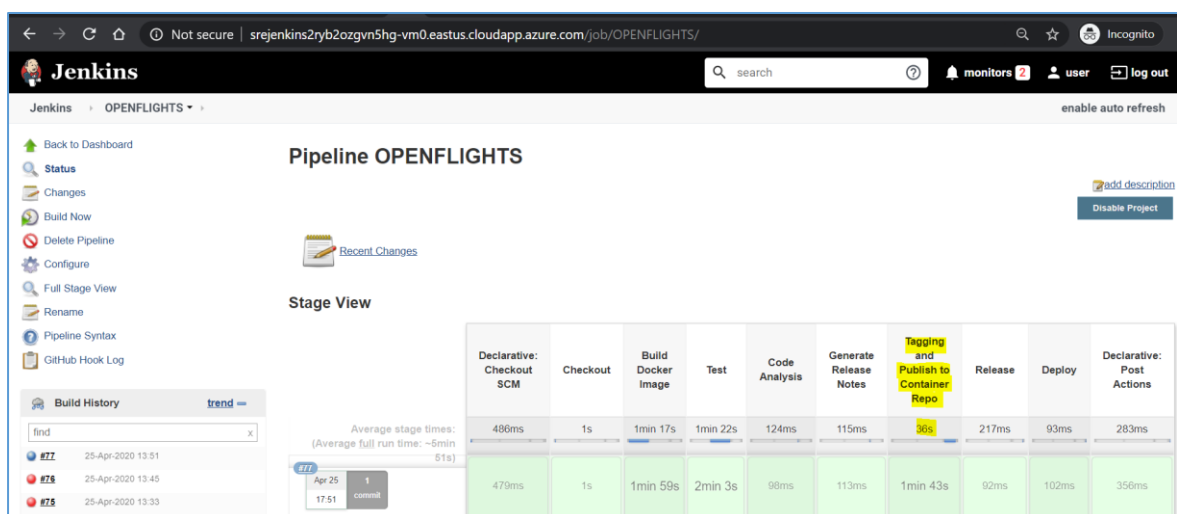 Not secure | srejenkins2ryb2ozgvn5hg-vm0.eastus.cloudapp.azure.com/job/OPENFLIGHTS/
Incognito
Jenkins
search
monitors 2
user
log out
Jenkins
OPENFLIGHTS
enable auto refresh
Back to Dashboard
Status
Changes
Build Now
Delete Pipeline
Configure
Full Stage View
Rename
Pipeline Syntax
GitHub Hook Log
Build History
trend
find
x
#77 25-Apr-2020 13:51
#76 25-Apr-2020 13:45
#75 25-Apr-2020 13:33
Pipeline OPENFLIGHTS
add description
Disable Project
Recent Changes
Stage View
Declarative:
Checkout
SCM
Checkout
Build
Docker
Image
Test
Code
Analysis
Generate
Release
Notes
Tagging
and
Publish to
Container
Repo
Release
Deploy
Declarative:
Post
Actions
Average stage times:
(Average full run time: ~5min
51s)
486ms 1s 1min 17s 1min 22s 124ms 115ms 36s 217ms 93ms 283ms
#77
Apr 25
17:51
1
commit
479ms 1s 1min 59s 2min 3s 98ms 113ms 1min 43s 92ms 102ms 356ms